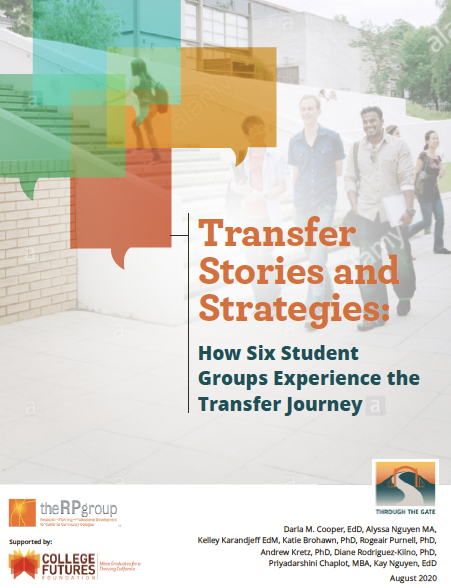 alamy
Transfer
Stories and
Strategies:
How Six Student
Groups Experience the
Transfer Journey
a
theRPgroup
Research • Planning • Professional Development
for California Community Colleges
THROUGH THE GATE
Supported by:
COLLEGE
FUTURES
FOUNDATION
More Graduates for a
Thriving California
Darla M. Cooper, EdD, Alyssa Nguyen MA,
Kelley Karandjeff EdM, Katie Brohawn, PhD, Rogeair Purnell, PhD,
Andrew Kretz, PhD, Diane Rodriguez-Kiino, PhD,
Priyadarshini Chaplot, MBA, Kay Nguyen, EdD
August 2020